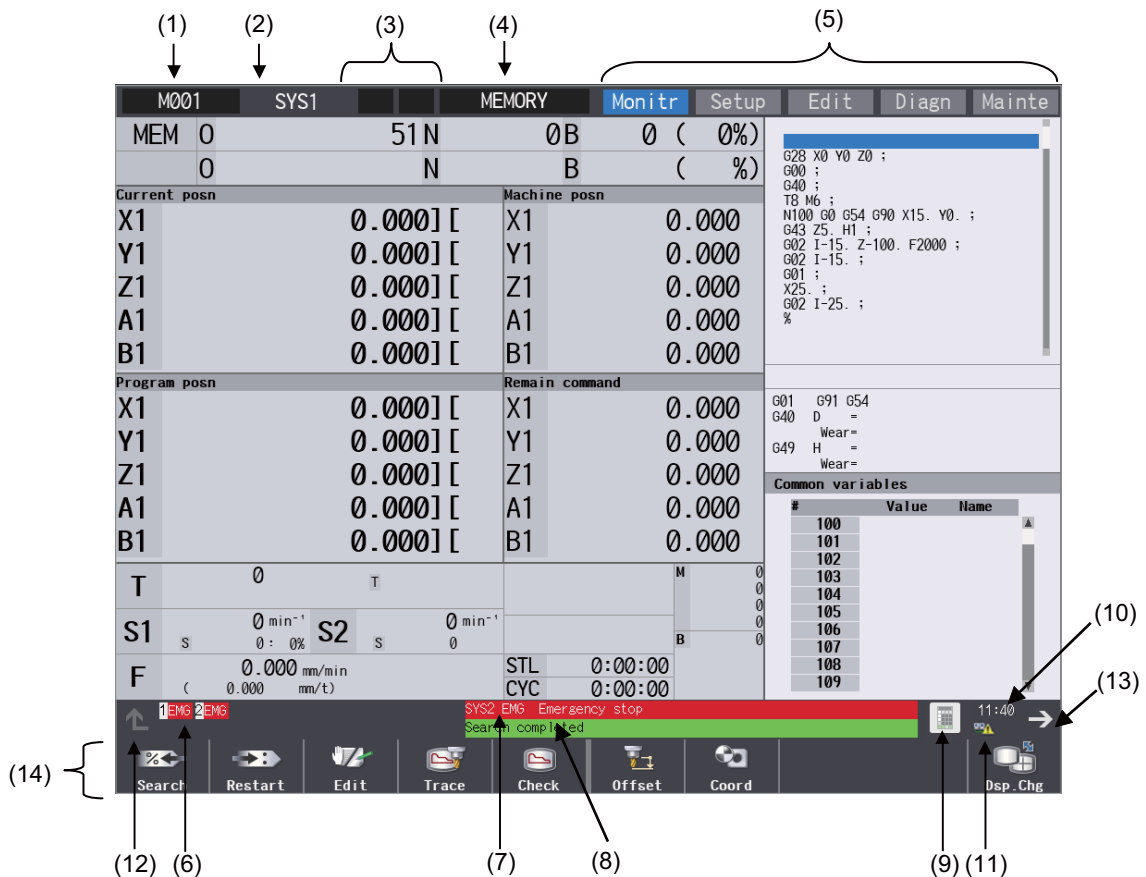 (1) (2) (3) (4) (5)
M001 SYS1 MEMORY Monitr Setup Edit Diagn Mainte
MEM O 51 N 0 B 0 ( 0%)
O N B ( %)
G28 X0 Y0 Z0 ;
G00 ;
G40 ;
T8 M6 ;
N100 G0 G54 G90 X15. Y0. ;
G43 Z5. H1 ;
G02 I-15. Z-100. F2000 ;
G02 I-15. ;
G01 ;
X25. ;
G02 I-25. ;
%
Current posn
X1 0.000][
Y1 0.000][
Z1 0.000][
A1 0.000][
B1 0.000][
Machine posn
X1 0.000
Y1 0.000
Z1 0.000
A1 0.000
B1 0.000
Program posn
X1 0.000][
Y1 0.000][
Z1 0.000][
A1 0.000][
B1 0.000][
Remain command
X1 0.000
Y1 0.000
Z1 0.000
A1 0.000
B1 0.000
G01 G91 G54
G40 D =
Wear=
G49 H =
Wear=
Common variables
# Value Name
100
101
102
103
104
105
106
107
108
109
T 0 T
S1 0 min⁻¹ S2 0 min⁻¹
S 0 : 0% S 0
F 0.000 mm/min
( 0.000 mm/t)
M 0
0
0
0
B 0
STL 0:00:00
CYC 0:00:00
(10)
(13)
1 EMG 2 EMG SYS2 EMG Emergency stop 11:40
Search completed
(14)
Search Restart Edit Trace Check Offset Coord Dsp.Chg
(12) (6) (7) (8) (9) (11)